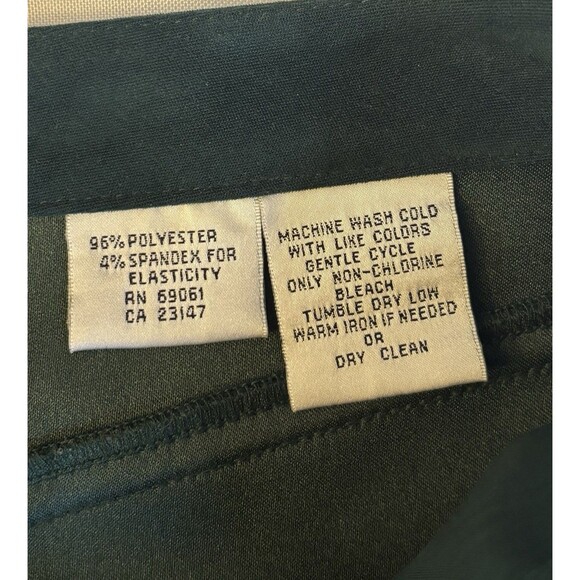 96% POLYESTER
4% SPANDEX FOR
ELASTICITY
RN 69061
CA 23147
MACHINE WASH COLD
WITH LIKE COLORS
GENTLE CYCLE
ONLY NON-CHLORINE
BLEACH
TUMBLE DRY LOW
WARM IRON IF NEEDED
OR
DRY CLEAN